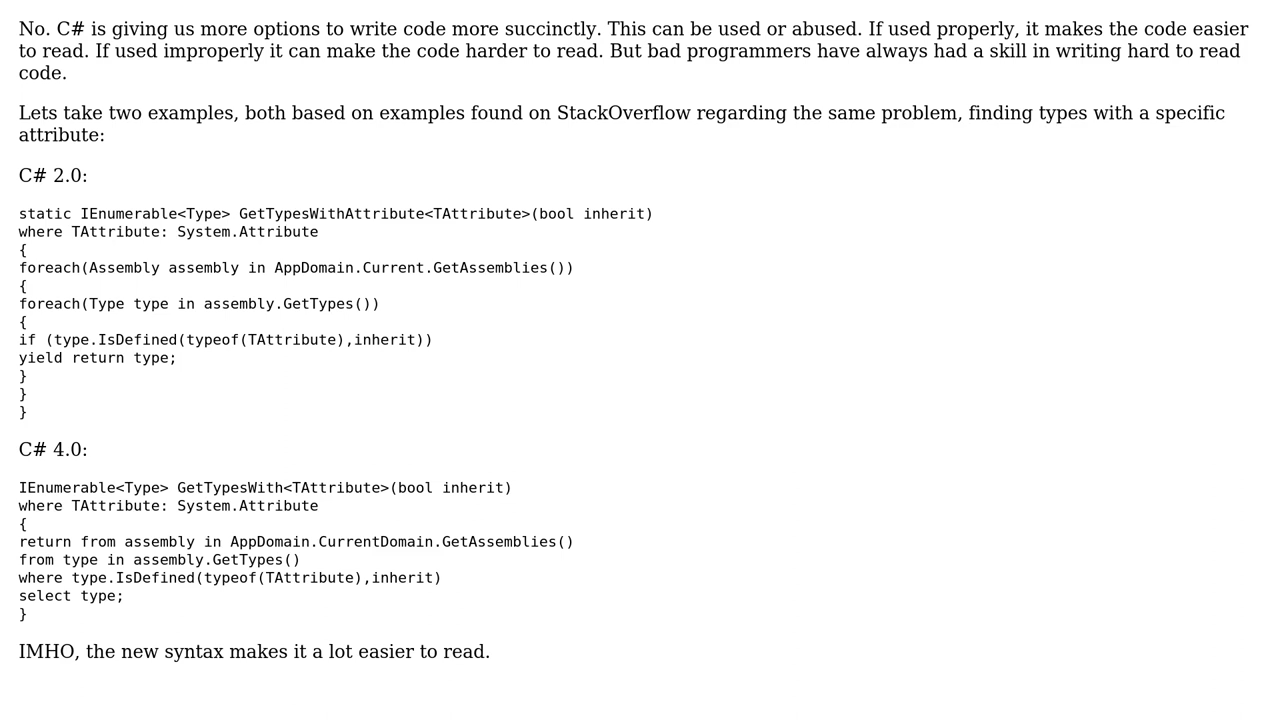 No. C# is giving us more options to write code more succinctly. This can be used or abused. If used properly, it makes the code easier
to read. If used improperly it can make the code harder to read. But bad programmers have always had a skill in writing hard to read
code.
Lets take two examples, both based on examples found on StackOverflow regarding the same problem, finding types with a specific
attribute:
C# 2.0:
static IEnumerable<Type> GetTypesWithAttribute<TAttribute>(bool inherit)
where TAttribute: System.Attribute
{
foreach(Assembly assembly in AppDomain.Current.GetAssemblies())
{
foreach(Type type in assembly.GetTypes())
{
if (type.IsDefined(typeof(TAttribute),inherit))
yield return type;
}
}
}
C# 4.0:
IEnumerable<Type> GetTypesWith<TAttribute>(bool inherit)
where TAttribute: System.Attribute
{
return from assembly in AppDomain.CurrentDomain.GetAssemblies()
from type in assembly.GetTypes()
where type.IsDefined(typeof(TAttribute),inherit)
select type;
}
IMHO, the new syntax makes it a lot easier to read.